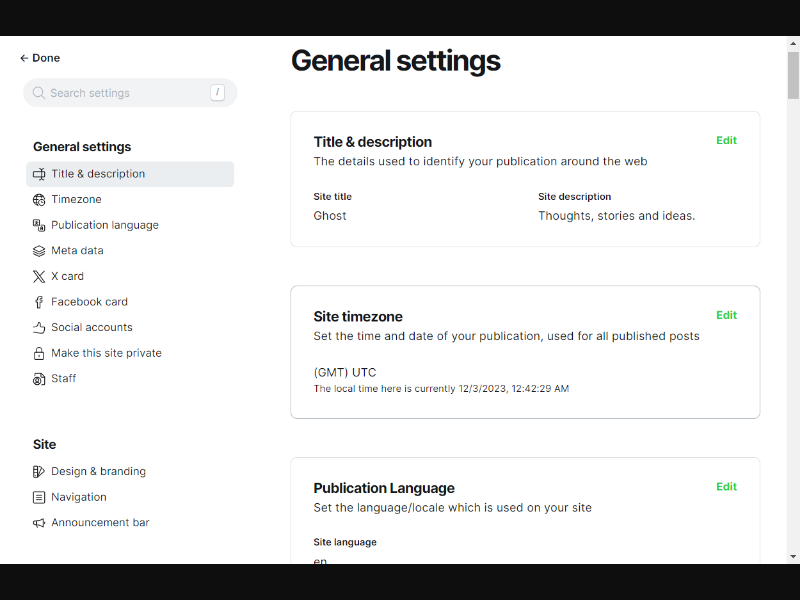 ← Done
Search settings /
General settings
Title & description
Timezone
Publication language
Meta data
X card
Facebook card
Social accounts
Make this site private
Staff
Site
Design & branding
Navigation
Announcement bar
General settings
Title & description
Edit
The details used to identify your publication around the web
Site title
Ghost
Site description
Thoughts, stories and ideas.
Site timezone
Edit
Set the time and date of your publication, used for all published posts
(GMT) UTC
The local time here is currently 12/3/2023, 12:42:29 AM
Publication Language
Edit
Set the language/locale which is used on your site
Site language
en